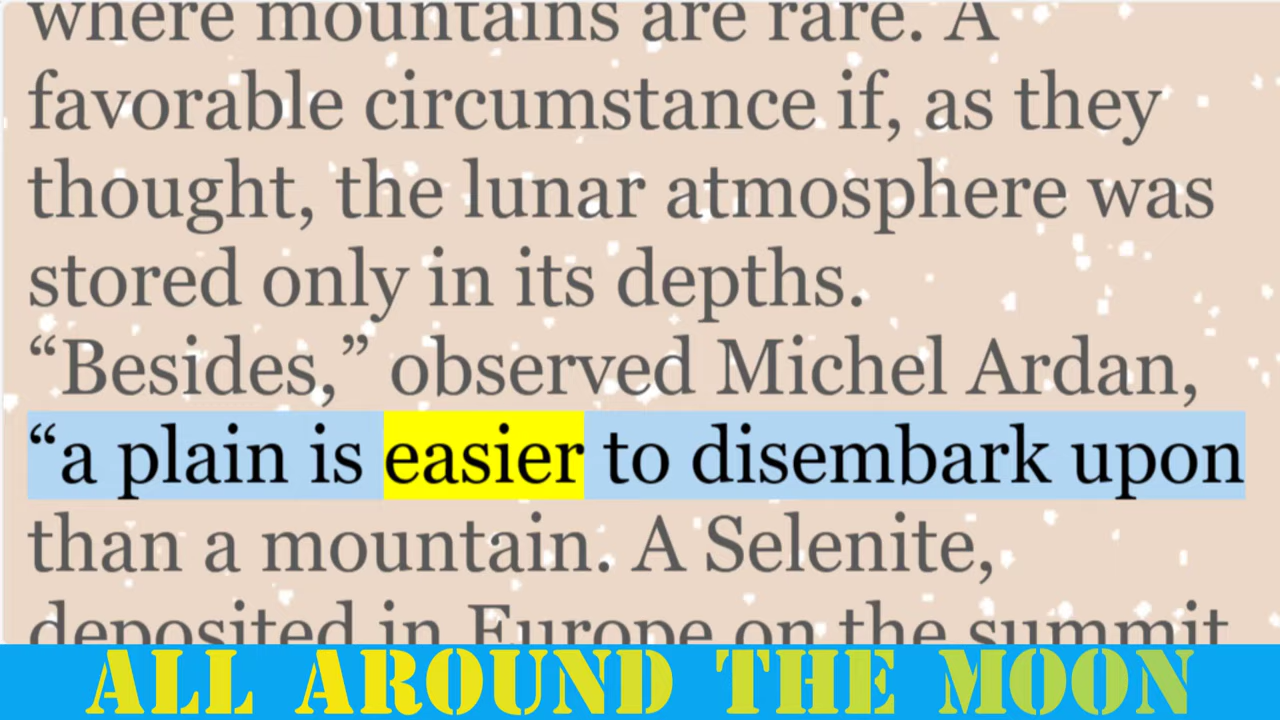 where mountains are rare. A
favorable circumstance if, as they
thought, the lunar atmosphere was
stored only in its depths.
“Besides,” observed Michel Ardan,
“a plain is easier to disembark upon
than a mountain. A Selenite,
deposited in Europe on the summit
ALL AROUND THE MOON